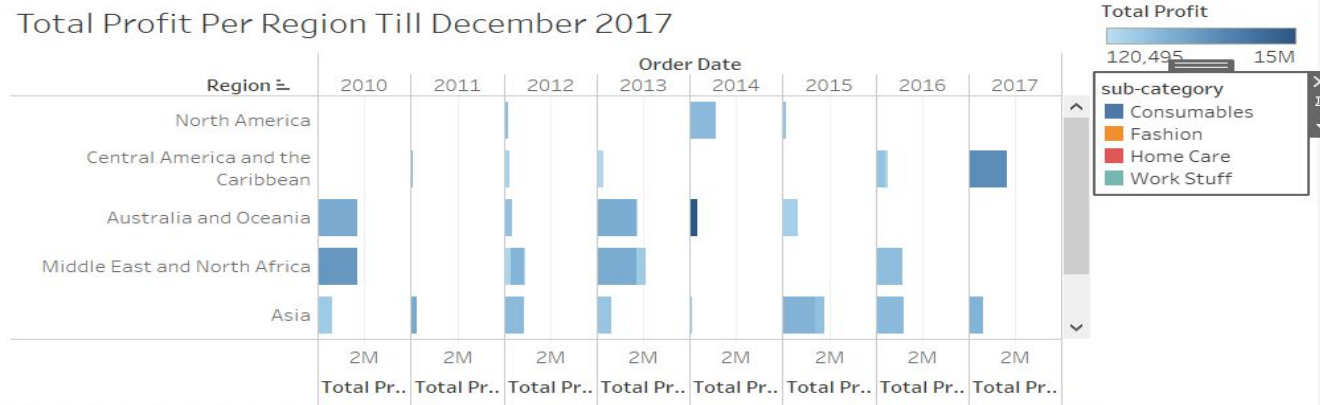 Total Profit Per Region Till December 2017
Total Profit
120,495 15M
sub-category
Consumables
Fashion
Home Care
Work Stuff
Order Date
Region 2010 2011 2012 2013 2014 2015 2016 2017
North America
Central America and the
Caribbean
Australia and Oceania
Middle East and North Africa
Asia
2M 2M 2M 2M 2M 2M 2M 2M
Total Pr.. Total Pr.. Total Pr.. Total Pr.. Total Pr.. Total Pr.. Total Pr.. Total Pr..